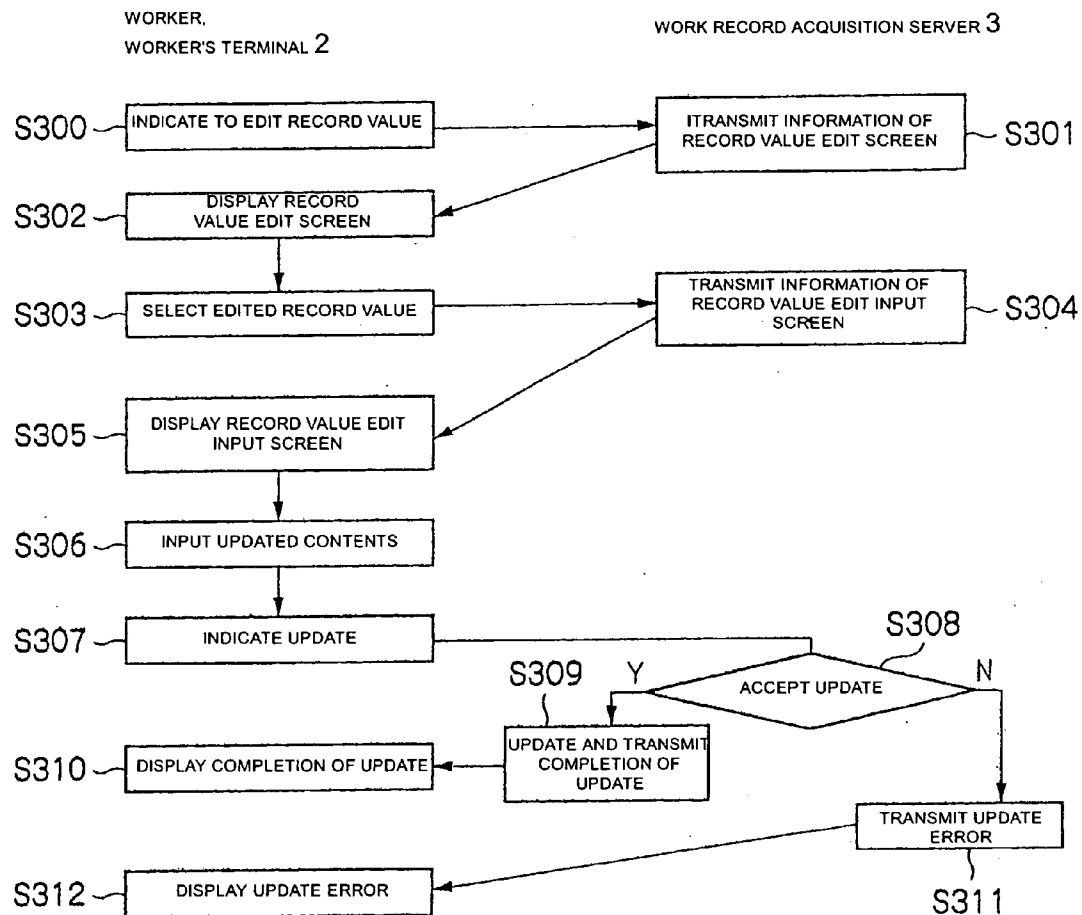 WORKER,
WORKER'S TERMINAL 2
WORK RECORD ACQUISITION SERVER 3
S300
INDICATE TO EDIT RECORD VALUE
ITRANSMIT INFORMATION OF
RECORD VALUE EDIT SCREEN
S301
S302
DISPLAY RECORD
VALUE EDIT SCREEN
S303
SELECT EDITED RECORD VALUE
TRANSMIT INFORMATION OF
RECORD VALUE EDIT INPUT
SCREEN
S304
S305
DISPLAY RECORD VALUE EDIT
INPUT SCREEN
S306
INPUT UPDATED CONTENTS
S307
INDICATE UPDATE
S308
ACCEPT UPDATE
Y
N
S309
UPDATE AND TRANSMIT
COMPLETION OF
UPDATE
S310
DISPLAY COMPLETION OF UPDATE
TRANSMIT UPDATE
ERROR
S311
S312
DISPLAY UPDATE ERROR